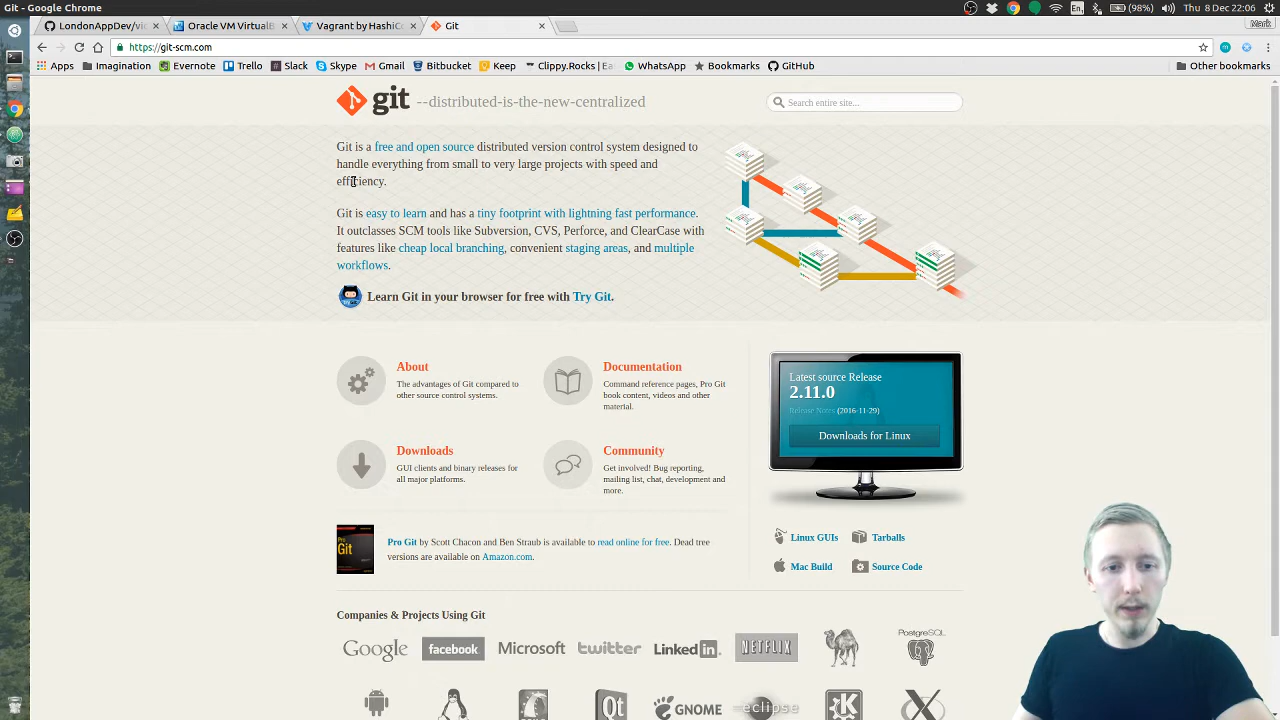 Google Chrome
En
(98%)
Thu 8 Dec 22:06
LondonAppDev/vic
Oracle VM VirtualB
Vagrant by HashiC
Git
Mark
https://git-scm.com
Apps
Imagination
Evernote
Trello
Slack
Skype
Gmail
Bitbucket
Keep
Clippy.Rocks | Ea
WhatsApp
Bookmarks
GitHub
Other bookmarks
git --distributed-is-the-new-centralized
Search entire site...
Git is a free and open source distributed version control system designed to
handle everything from small to very large projects with speed and
efficiency.
Git is easy to learn and has a tiny footprint with lightning fast performance.
It outclasses SCM tools like Subversion, CVS, Perforce, and ClearCase with
features like cheap local branching, convenient staging areas, and multiple
workflows.
Learn Git in your browser for free with Try Git.
About
The advantages of Git compared to
other source control systems.
Documentation
Command reference pages, Pro Git
book content, videos and other
material.
Downloads
GUI clients and binary releases for
all major platforms.
Community
Get involved! Bug reporting,
mailing list, chat, development and
more.
Latest source Release
2.11.0
Release Notes (2016-11-29)
Downloads for Linux
Linux GUIs
Tarballs
Mac Build
Source Code
Pro Git
Pro Git by Scott Chacon and Ben Straub is available to read online for free. Dead tree
versions are available on Amazon.com.
Companies & Projects Using Git
Google
facebook
Microsoft
twitter
LinkedIn
NETFLIX
PostgreSQL
Qt
GNOME
eclipse
K
X